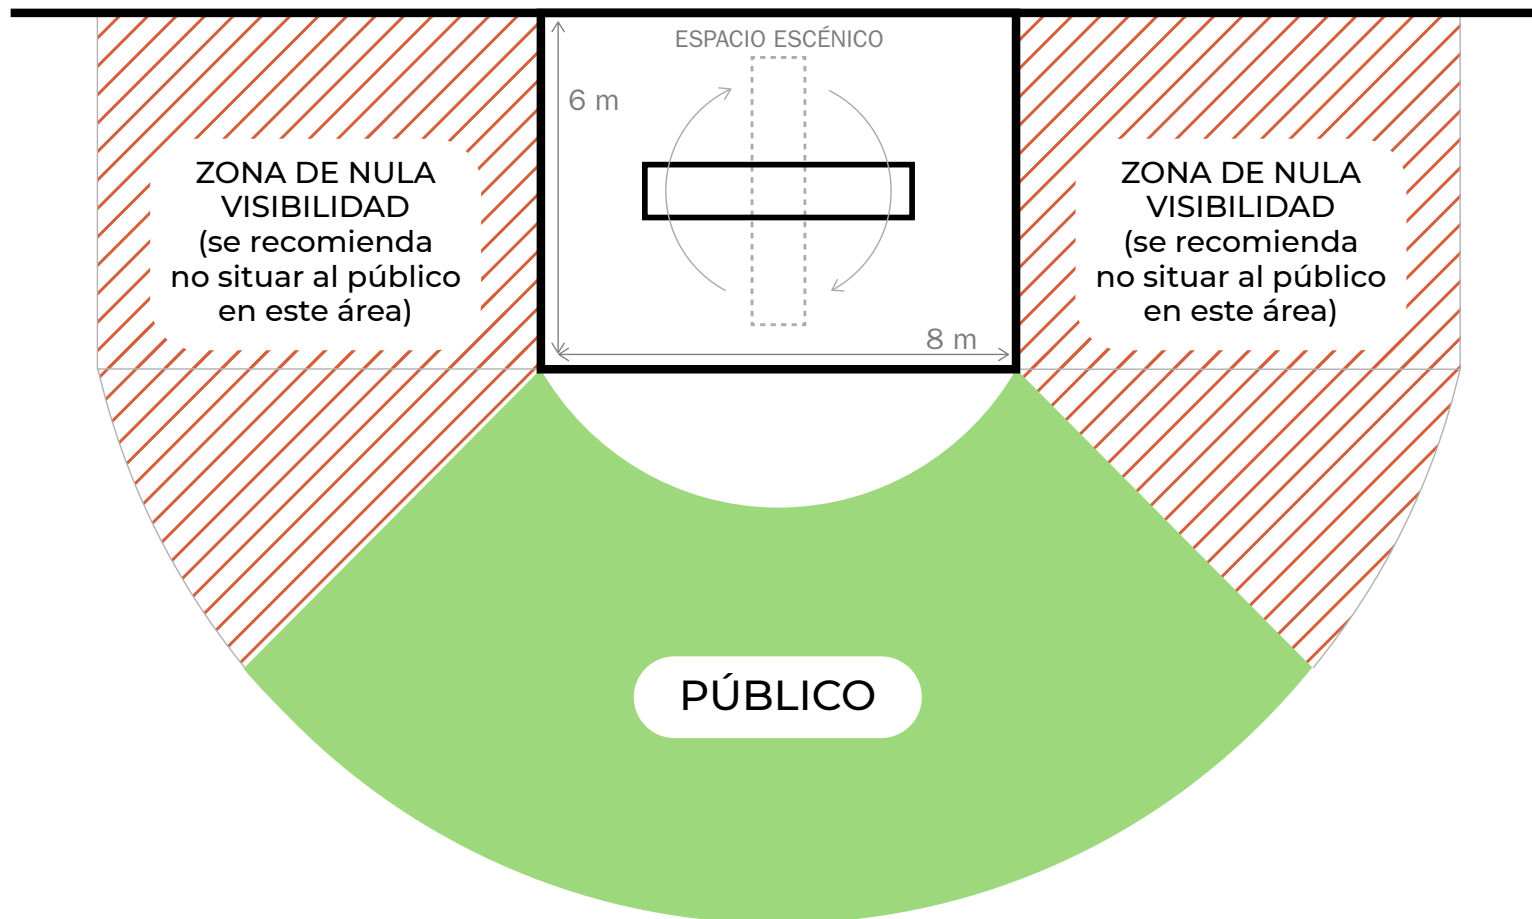 ESPACIO ESCÉNICO
6 m
8 m
ZONA DE NULA
VISIBILIDAD
(se recomienda
no situar al público
en este área)
ZONA DE NULA
VISIBILIDAD
(se recomienda
no situar al público
en este área)
PÚBLICO